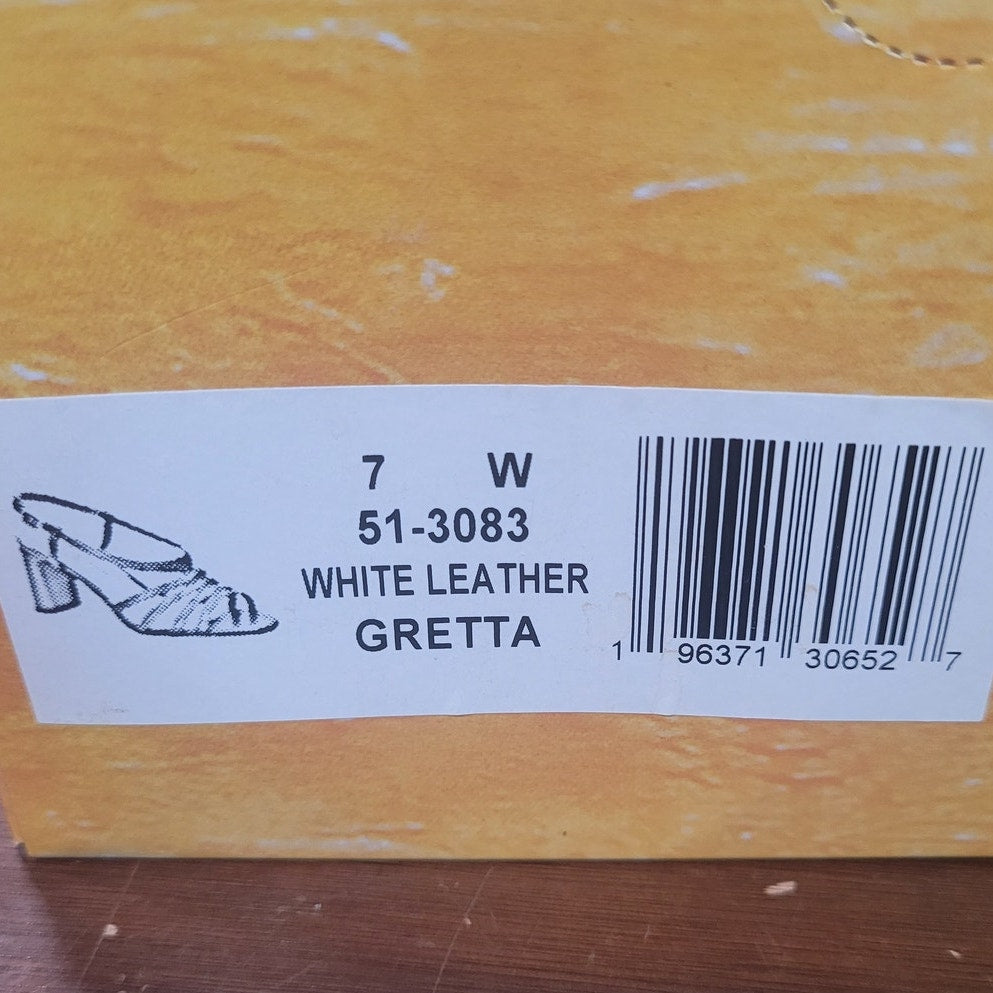 7 W
51-3083
WHITE LEATHER
GRETTA
1 96371 30652 7